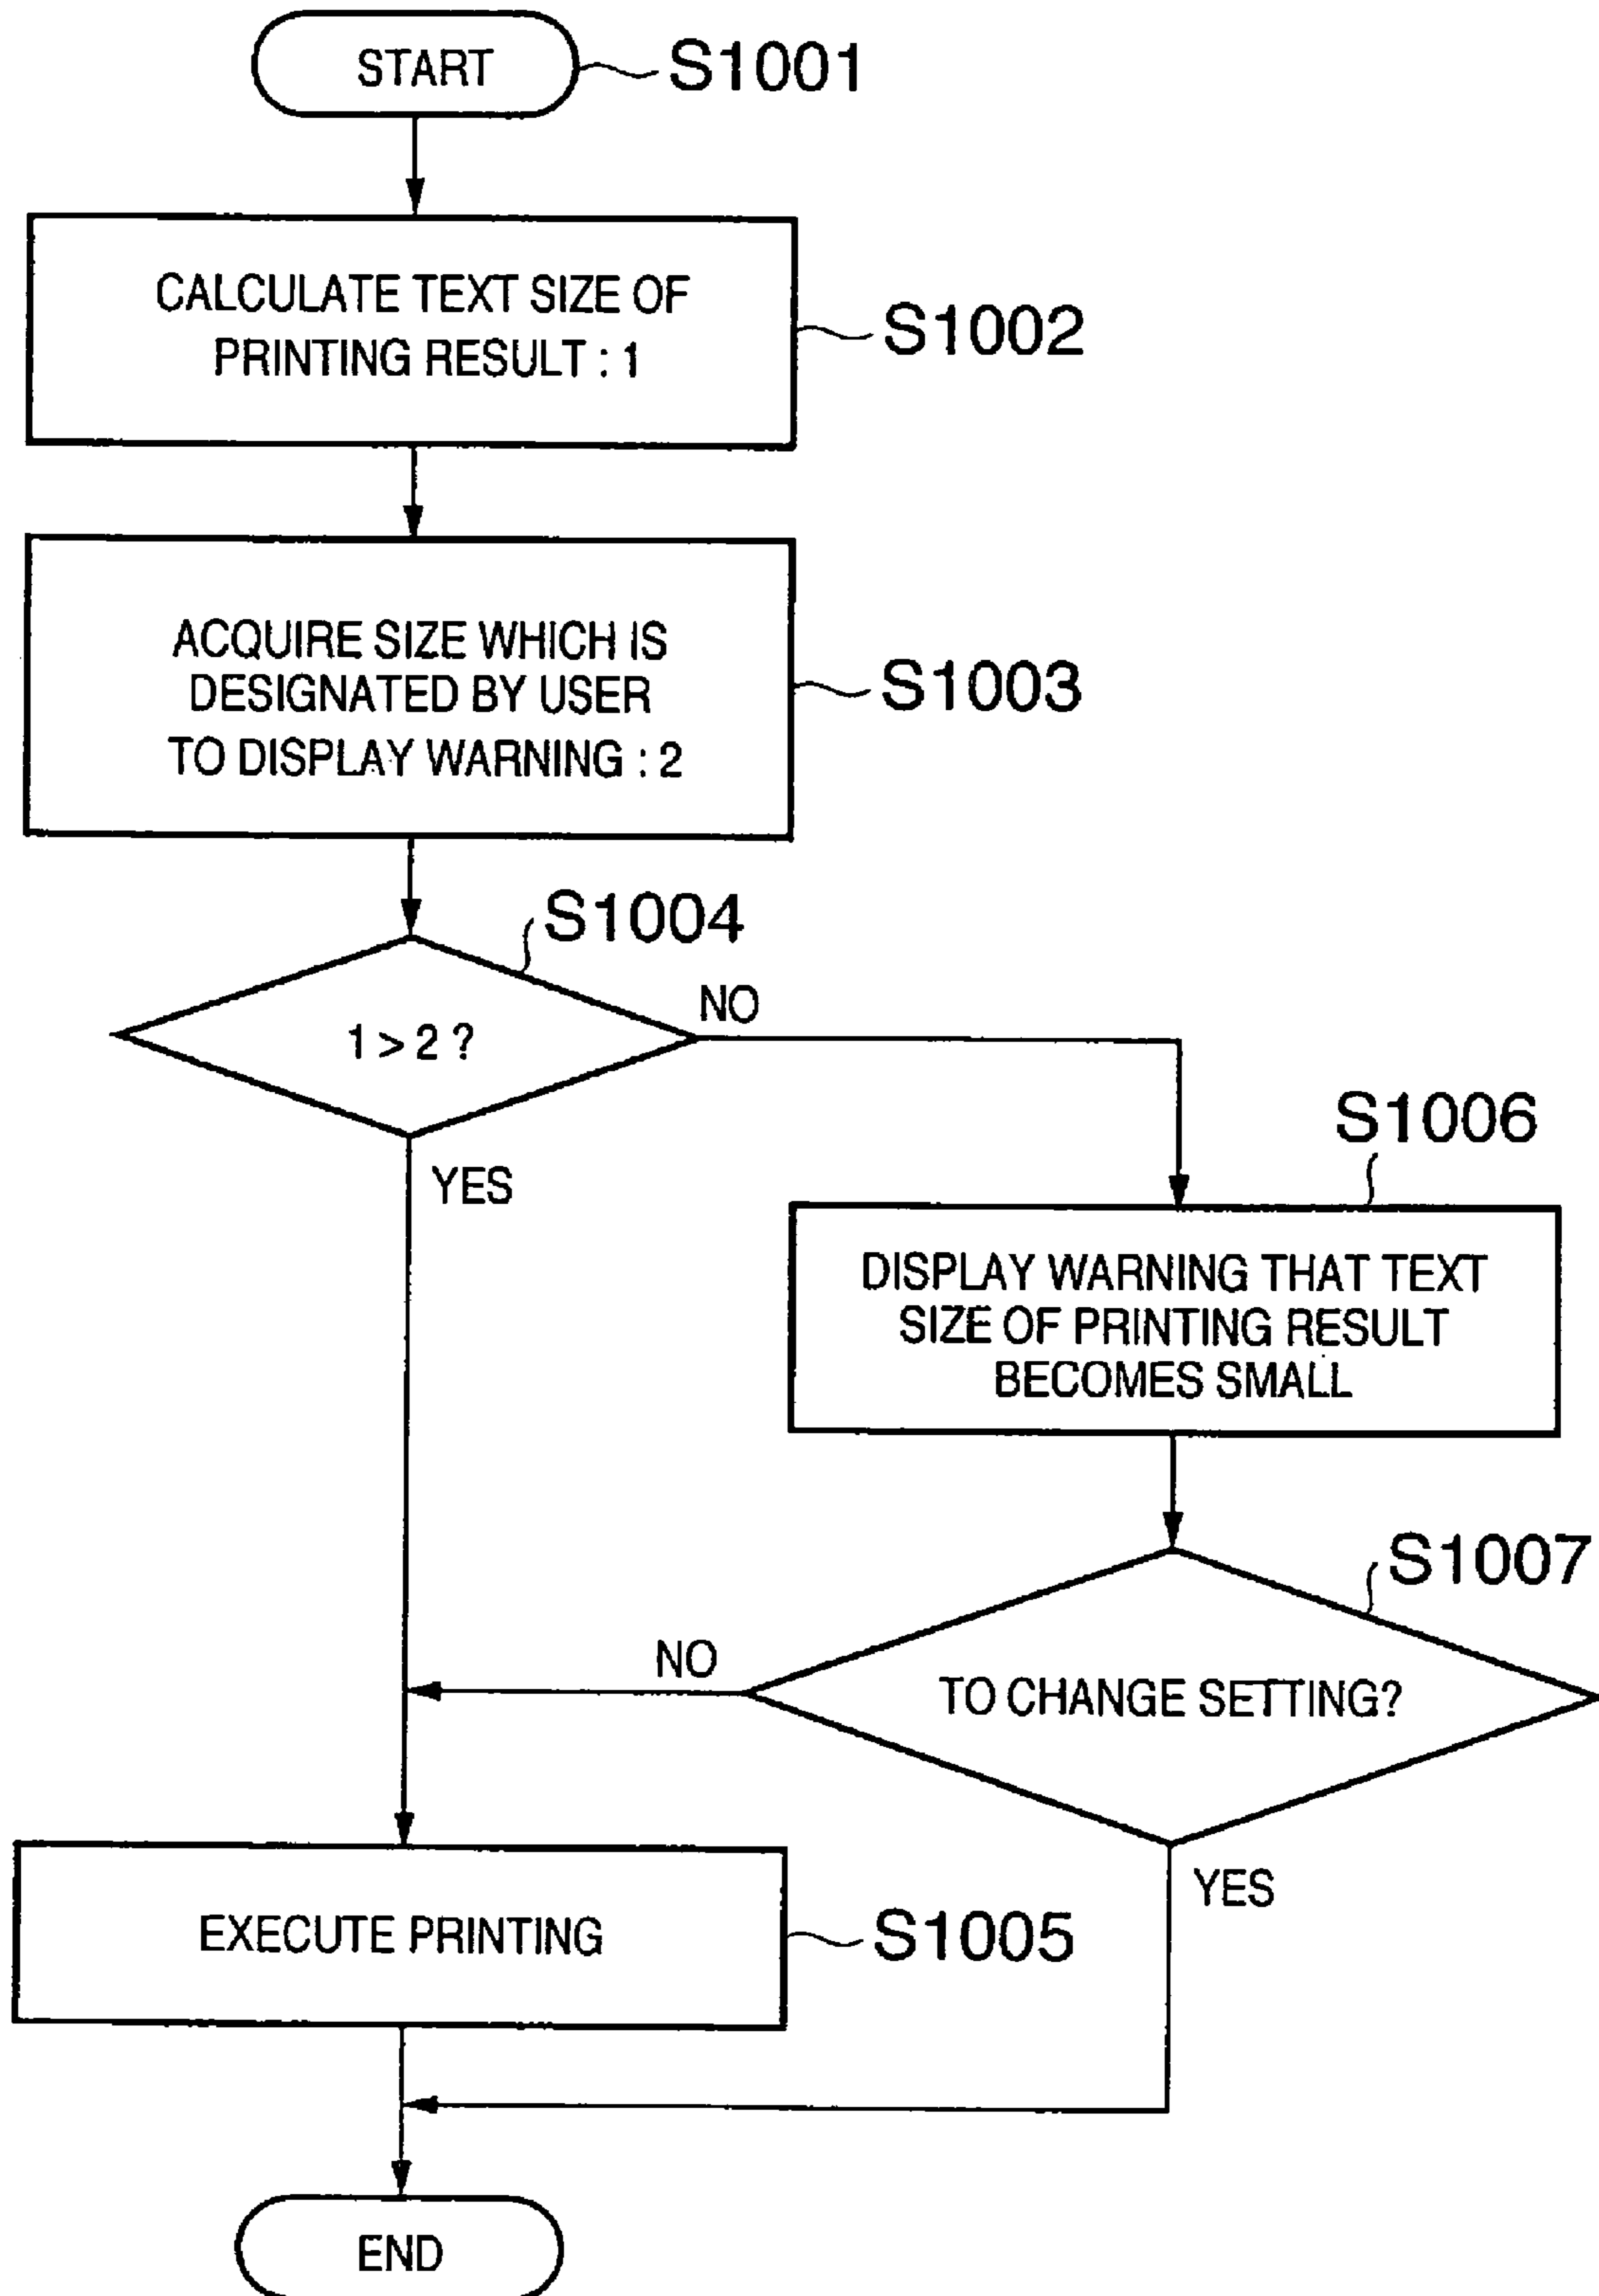 START
S1001
CALCULATE TEXT SIZE OF
PRINTING RESULT : 1
S1002
ACQUIRE SIZE WHICH IS
DESIGNATED BY USER
TO DISPLAY WARNING : 2
S1003
S1004
1 > 2 ?
NO
YES
S1006
DISPLAY WARNING THAT TEXT
SIZE OF PRINTING RESULT
BECOMES SMALL
S1007
TO CHANGE SETTING?
NO
YES
EXECUTE PRINTING
S1005
END